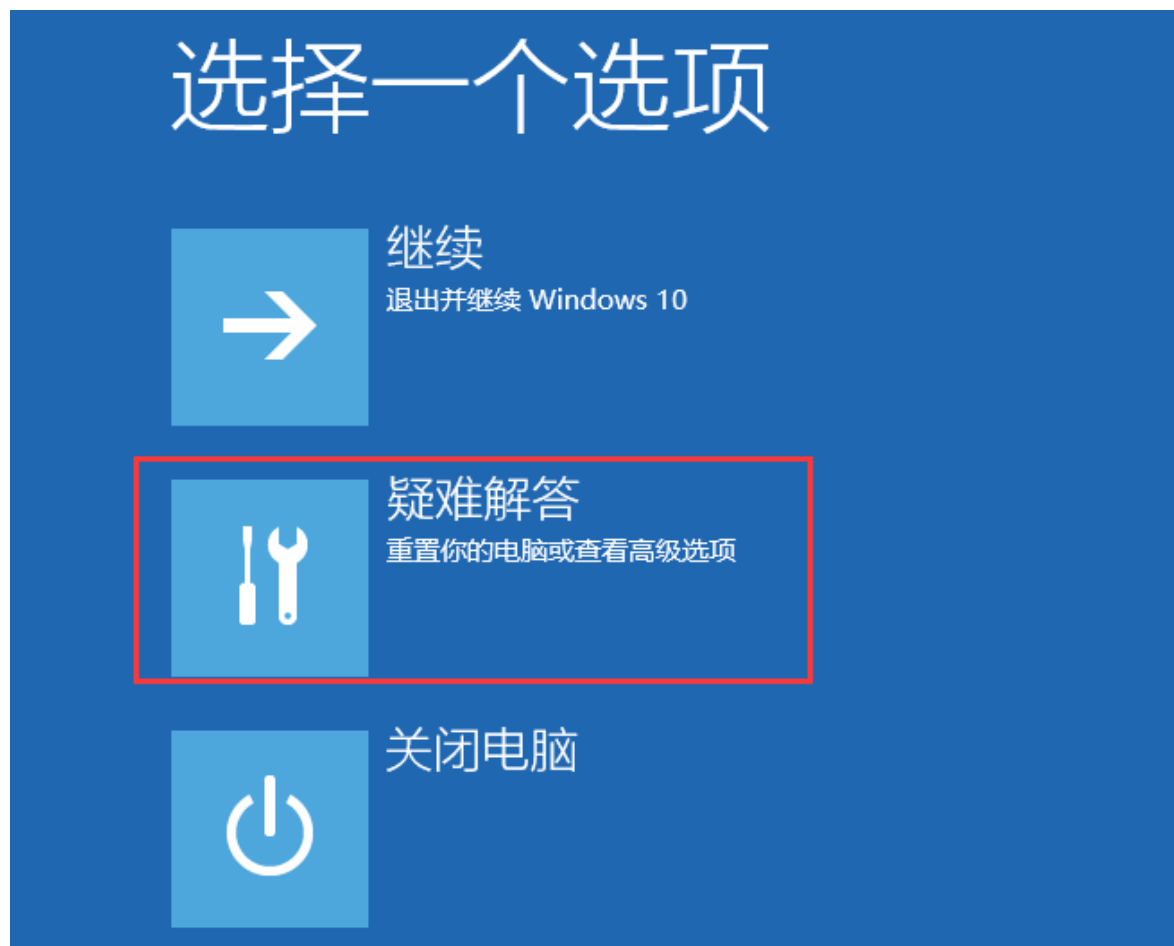 选择一个选项
继续
退出并继续 Windows 10
疑难解答
重置你的电脑或查看高级选项
关闭电脑